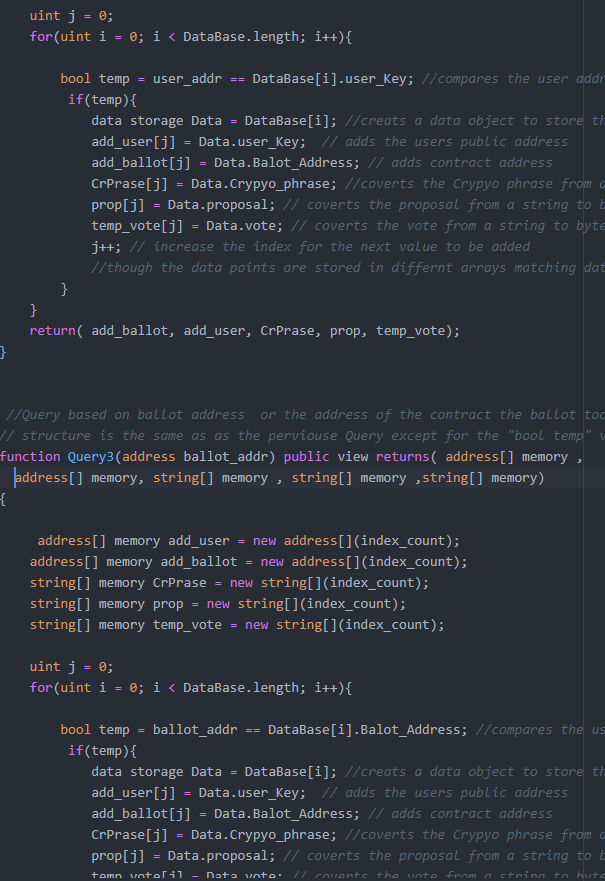 uint j = 0;
for(uint i = 0; i < DataBase.length; i++){
bool temp = user_addr == DataBase[i].user_Key; //compares the user addr
if(temp){
data storage Data = DataBase[i]; //creats a data object to store th
add_user[j] = Data.user_Key;  // adds the users public address
add_ballot[j] = Data.Balot_Address; // adds contract address
CrPrase[j] = Data.Crypyo_phrase; //coverts the Crypyo phrase from a
prop[j] = Data.proposal; // coverts the proposal from a string to b
temp_vote[j] = Data.vote; // coverts the vote from a string to byte
j++; // increase the index for the next value to be added
//though the data points are stored in differnt arrays matching dat
}
}
return( add_ballot, add_user, CrPrase, prop, temp_vote);
}
//Query based on ballot address  or the address of the contract the ballot too
// structure is the same as as the perviouse Query except for the "bool temp" v
function Query3(address ballot_addr) public view returns( address[] memory ,
address[] memory, string[] memory , string[] memory ,string[] memory)
{
address[] memory add_user = new address[](index_count);
address[] memory add_ballot = new address[](index_count);
string[] memory CrPrase = new string[](index_count);
string[] memory prop = new string[](index_count);
string[] memory temp_vote = new string[](index_count);
uint j = 0;
for(uint i = 0; i < DataBase.length; i++){
bool temp = ballot_addr == DataBase[i].Balot_Address; //compares the us
if(temp){
data storage Data = DataBase[i]; //creats a data object to store th
add_user[j] = Data.user_Key;  // adds the users public address
add_ballot[j] = Data.Balot_Address; // adds contract address
CrPrase[j] = Data.Crypyo_phrase; //coverts the Crypyo phrase from a
prop[j] = Data.proposal; // coverts the proposal from a string to b
temp_vote[j] = Data.vote; // coverts the vote from a string to byte